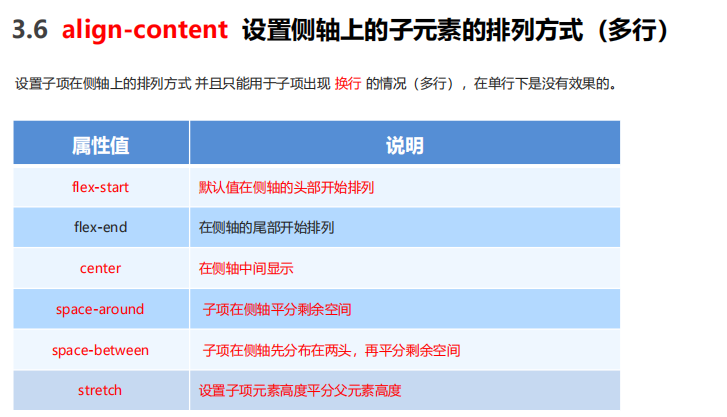 3.6 align-content 设置侧轴上的子元素的排列方式（多行）
设置子项在侧轴上的排列方式 并且只能用于子项出现 换行 的情况（多行），在单行下是没有效果的。
属性值 说明
flex-start 默认值在侧轴的头部开始排列
flex-end 在侧轴的尾部开始排列
center 在侧轴中间显示
space-around 子项在侧轴平分剩余空间
space-between 子项在侧轴先分布在两头，再平分剩余空间
stretch 设置子项元素高度平分父元素高度